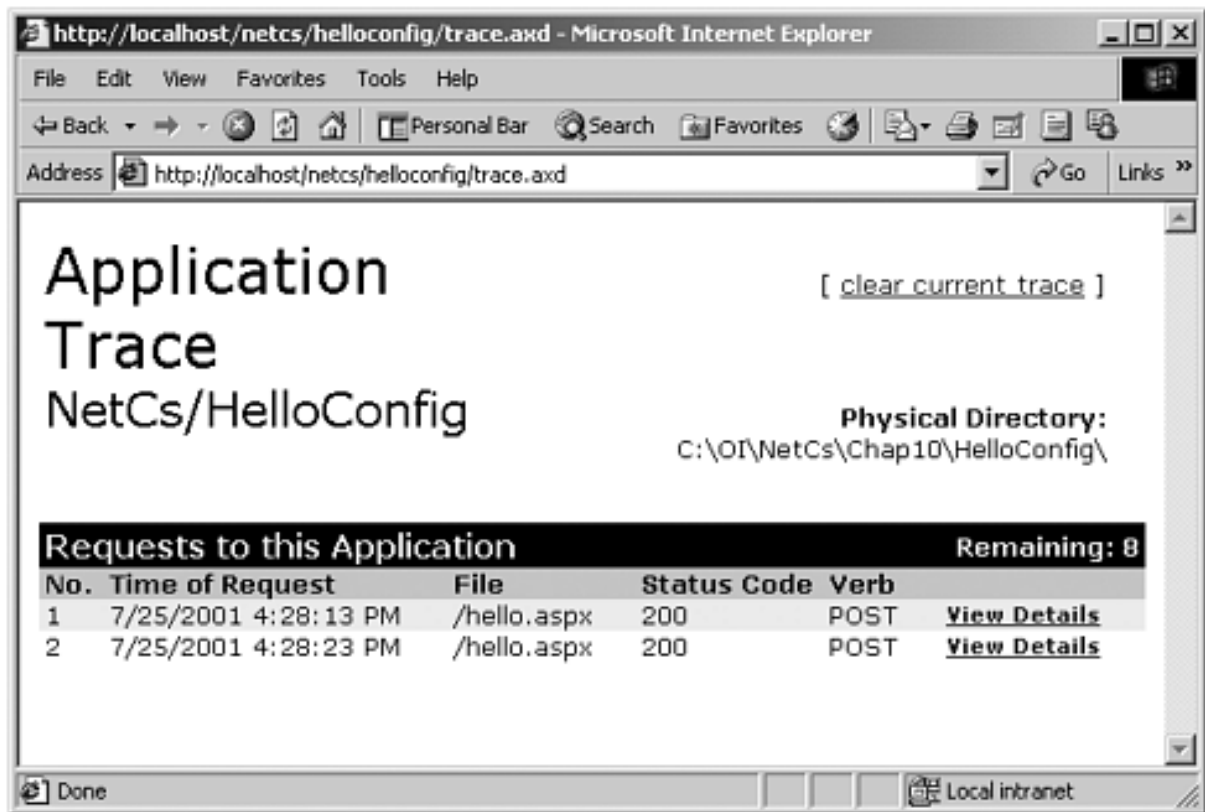 http://localhost/netcs/helloconfig/trace.axd - Microsoft Internet Explorer
File Edit View Favorites Tools Help
Back Personal Bar Search Favorites
Address http://localhost/netcs/helloconfig/trace.axd Go Links »
Application
Trace
[ clear current trace ]
NetCs/HelloConfig
Physical Directory:
C:\OI\NetCs\Chap10\HelloConfig\
Requests to this Application Remaining: 8
No. Time of Request File Status Code Verb
1 7/25/2001 4:28:13 PM /hello.aspx 200 POST View Details
2 7/25/2001 4:28:23 PM /hello.aspx 200 POST View Details
Done Local intranet